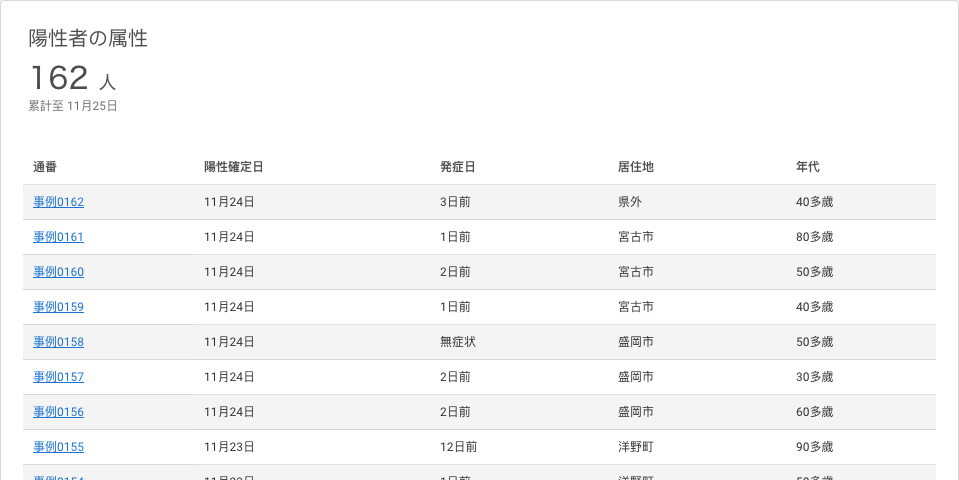 陽性者の属性
162 人
累計至 11月25日
通番 陽性確定日 発症日 居住地 年代
事例0162 11月24日 3日前 県外 40多歳
事例0161 11月24日 1日前 宮古市 80多歳
事例0160 11月24日 2日前 宮古市 50多歳
事例0159 11月24日 1日前 宮古市 40多歳
事例0158 11月24日 無症状 盛岡市 50多歳
事例0157 11月24日 2日前 盛岡市 30多歳
事例0156 11月24日 2日前 盛岡市 60多歳
事例0155 11月23日 12日前 洋野町 90多歳